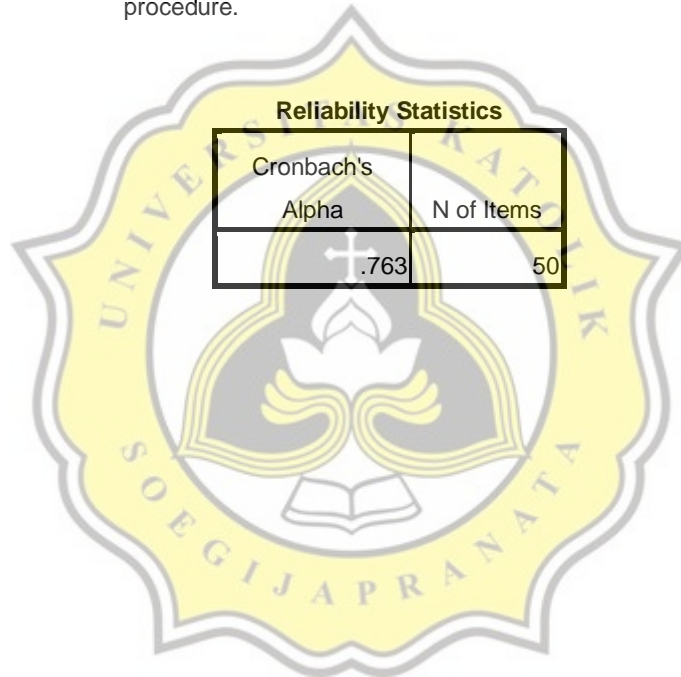 procedure.
Reliability Statistics
Cronbach's
Alpha
N of Items
.763 50
UNIVERSITAS KATOLIK
SOEGIJAPRANATA